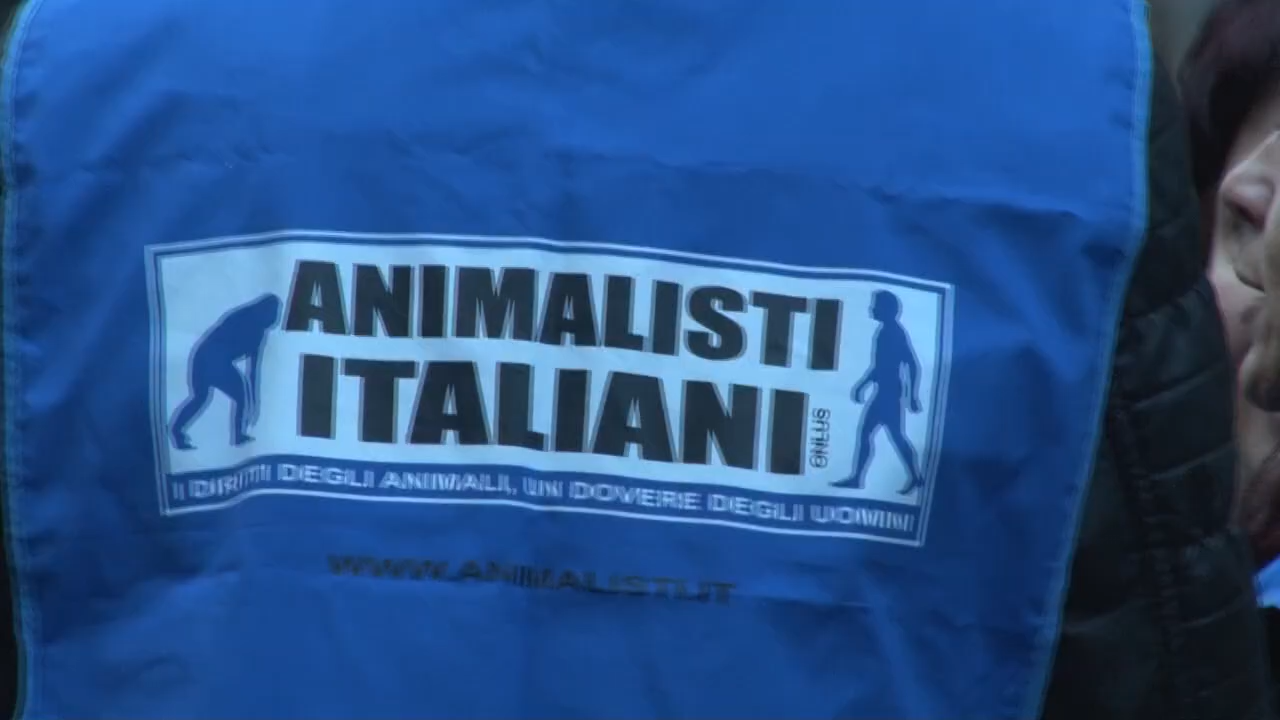 ANIMALISTI
ITALIANI
ONLUS
I DIRITTI DEGLI ANIMALI, UN DOVERE DEGLI UOMINI
WWW.ANIMALISTI.IT